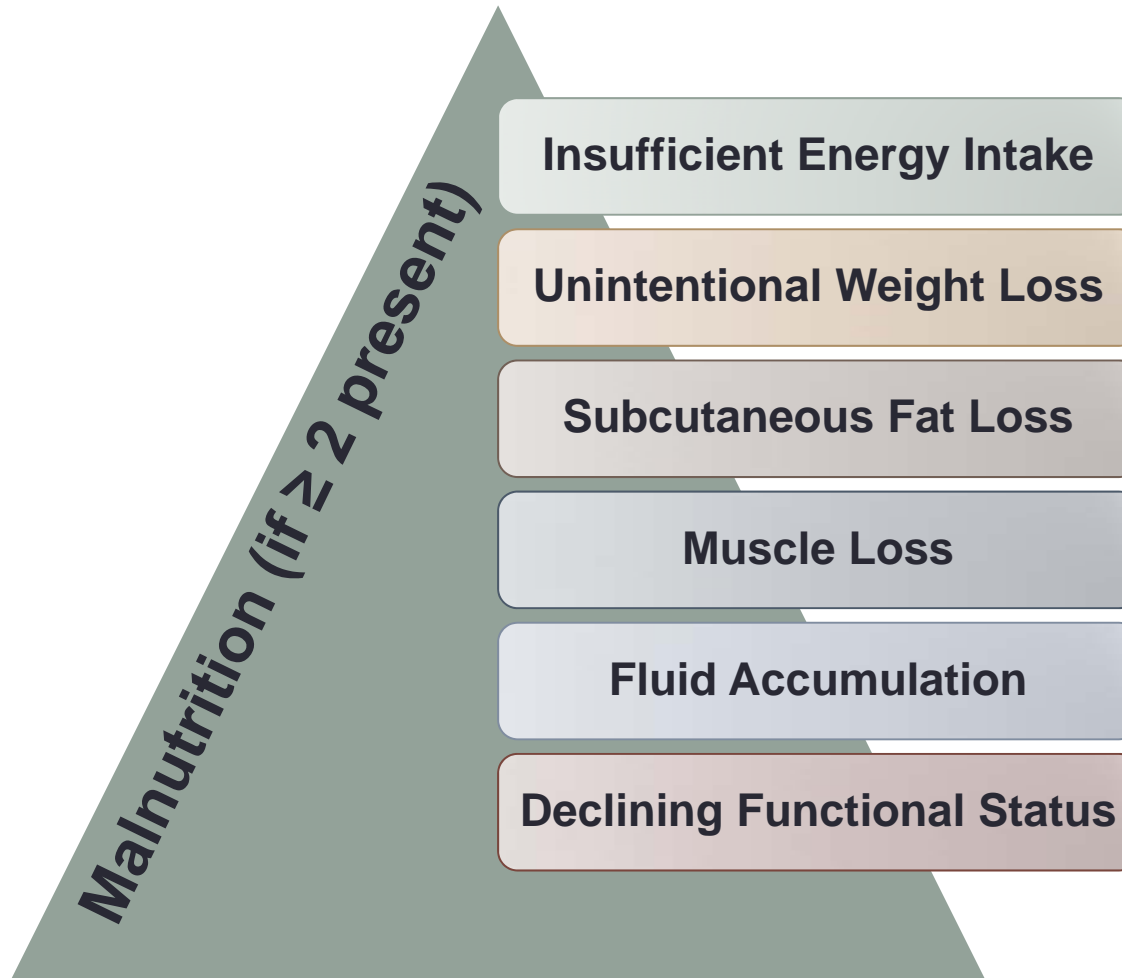 Malnutrition (if ≥ 2 present)
Insufficient Energy Intake
Unintentional Weight Loss
Subcutaneous Fat Loss
Muscle Loss
Fluid Accumulation
Declining Functional Status